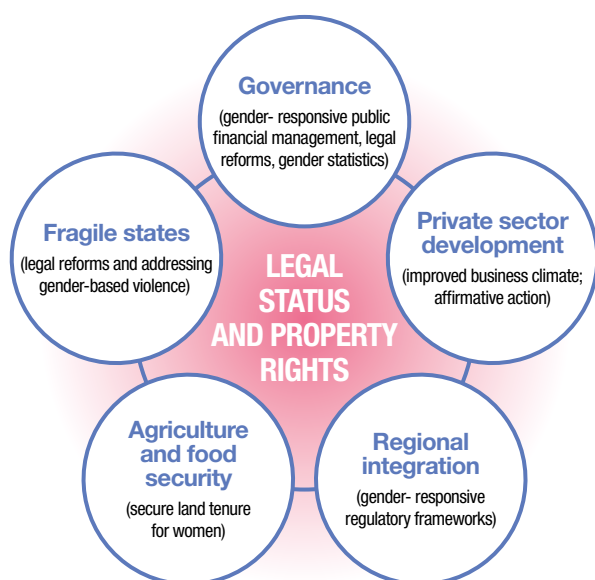 Governance
(gender- responsive public
financial management, legal
reforms, gender statistics)
Fragile states
(legal reforms and addressing
gender-based violence)
Private sector
development
(improved business climate;
affirmative action)
LEGAL
STATUS
AND PROPERTY
RIGHTS
Agriculture
and food
security
(secure land tenure
for women)
Regional
integration
(gender- responsive
regulatory frameworks)